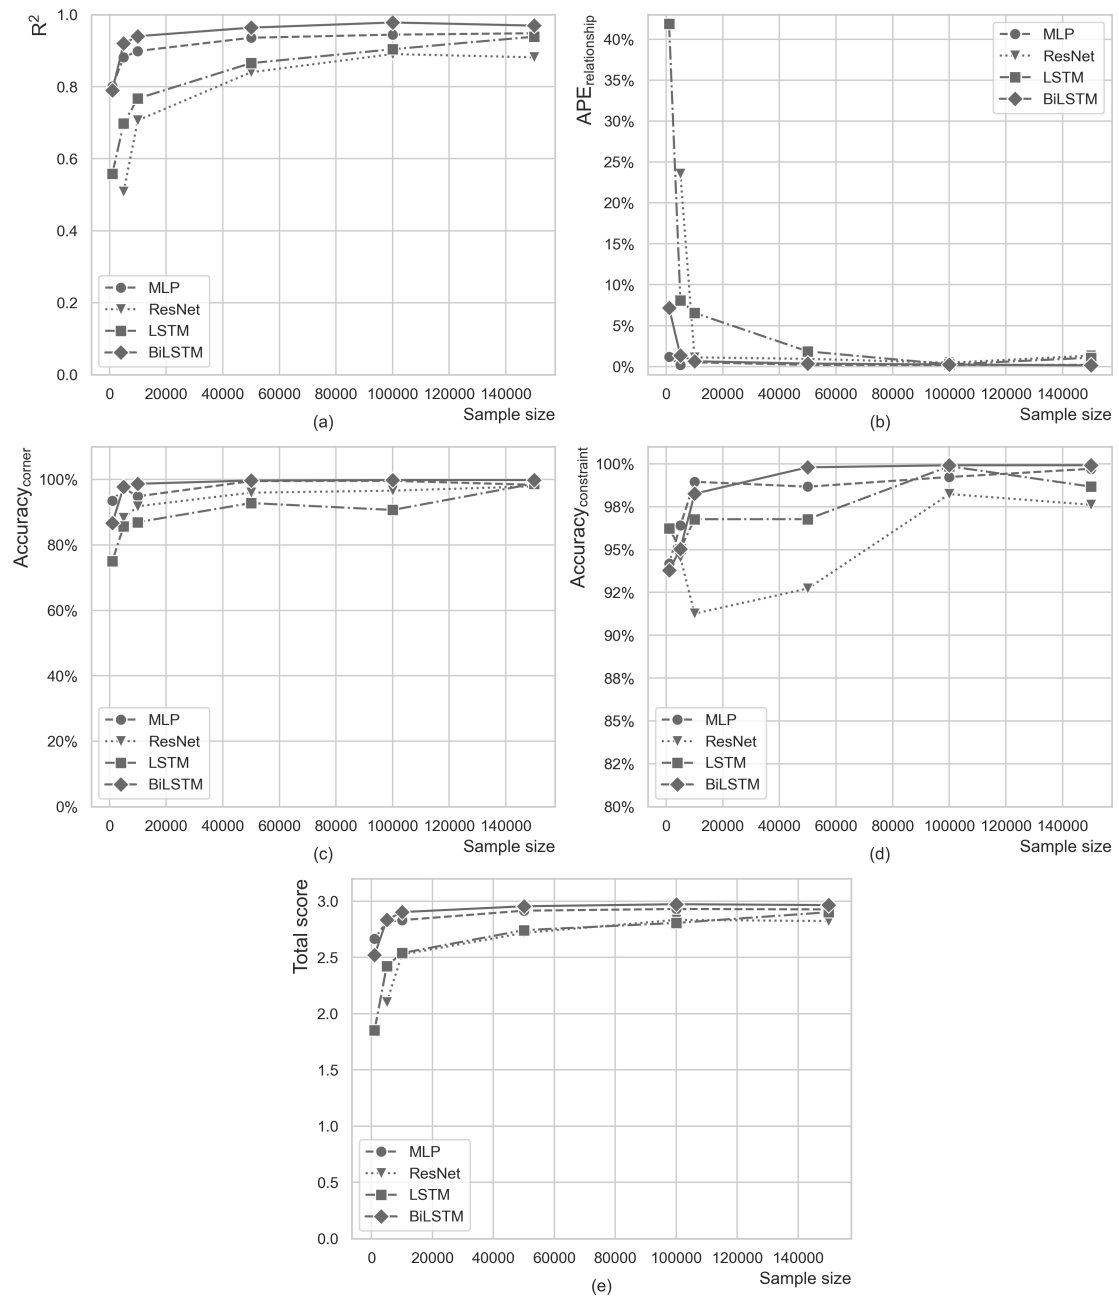 R²
1.0
0.8
0.6
0.4
0.2
0.0
MLP
ResNet
LSTM
BiLSTM
0 20000 40000 60000 80000 100000 120000 140000
Sample size
(a)
APE relationship
40%
35%
30%
25%
20%
15%
10%
5%
0%
MLP
ResNet
LSTM
BiLSTM
0 20000 40000 60000 80000 100000 120000 140000
Sample size
(b)
Accuracy corner
100%
80%
60%
40%
20%
0%
MLP
ResNet
LSTM
BiLSTM
0 20000 40000 60000 80000 100000 120000 140000
Sample size
(c)
Accuracy constraint
100%
98%
95%
92%
90%
88%
85%
82%
80%
MLP
ResNet
LSTM
BiLSTM
0 20000 40000 60000 80000 100000 120000 140000
Sample size
(d)
Total score
3.0
2.5
2.0
1.5
1.0
0.5
0.0
MLP
ResNet
LSTM
BiLSTM
0 20000 40000 60000 80000 100000 120000 140000
Sample size
(e)